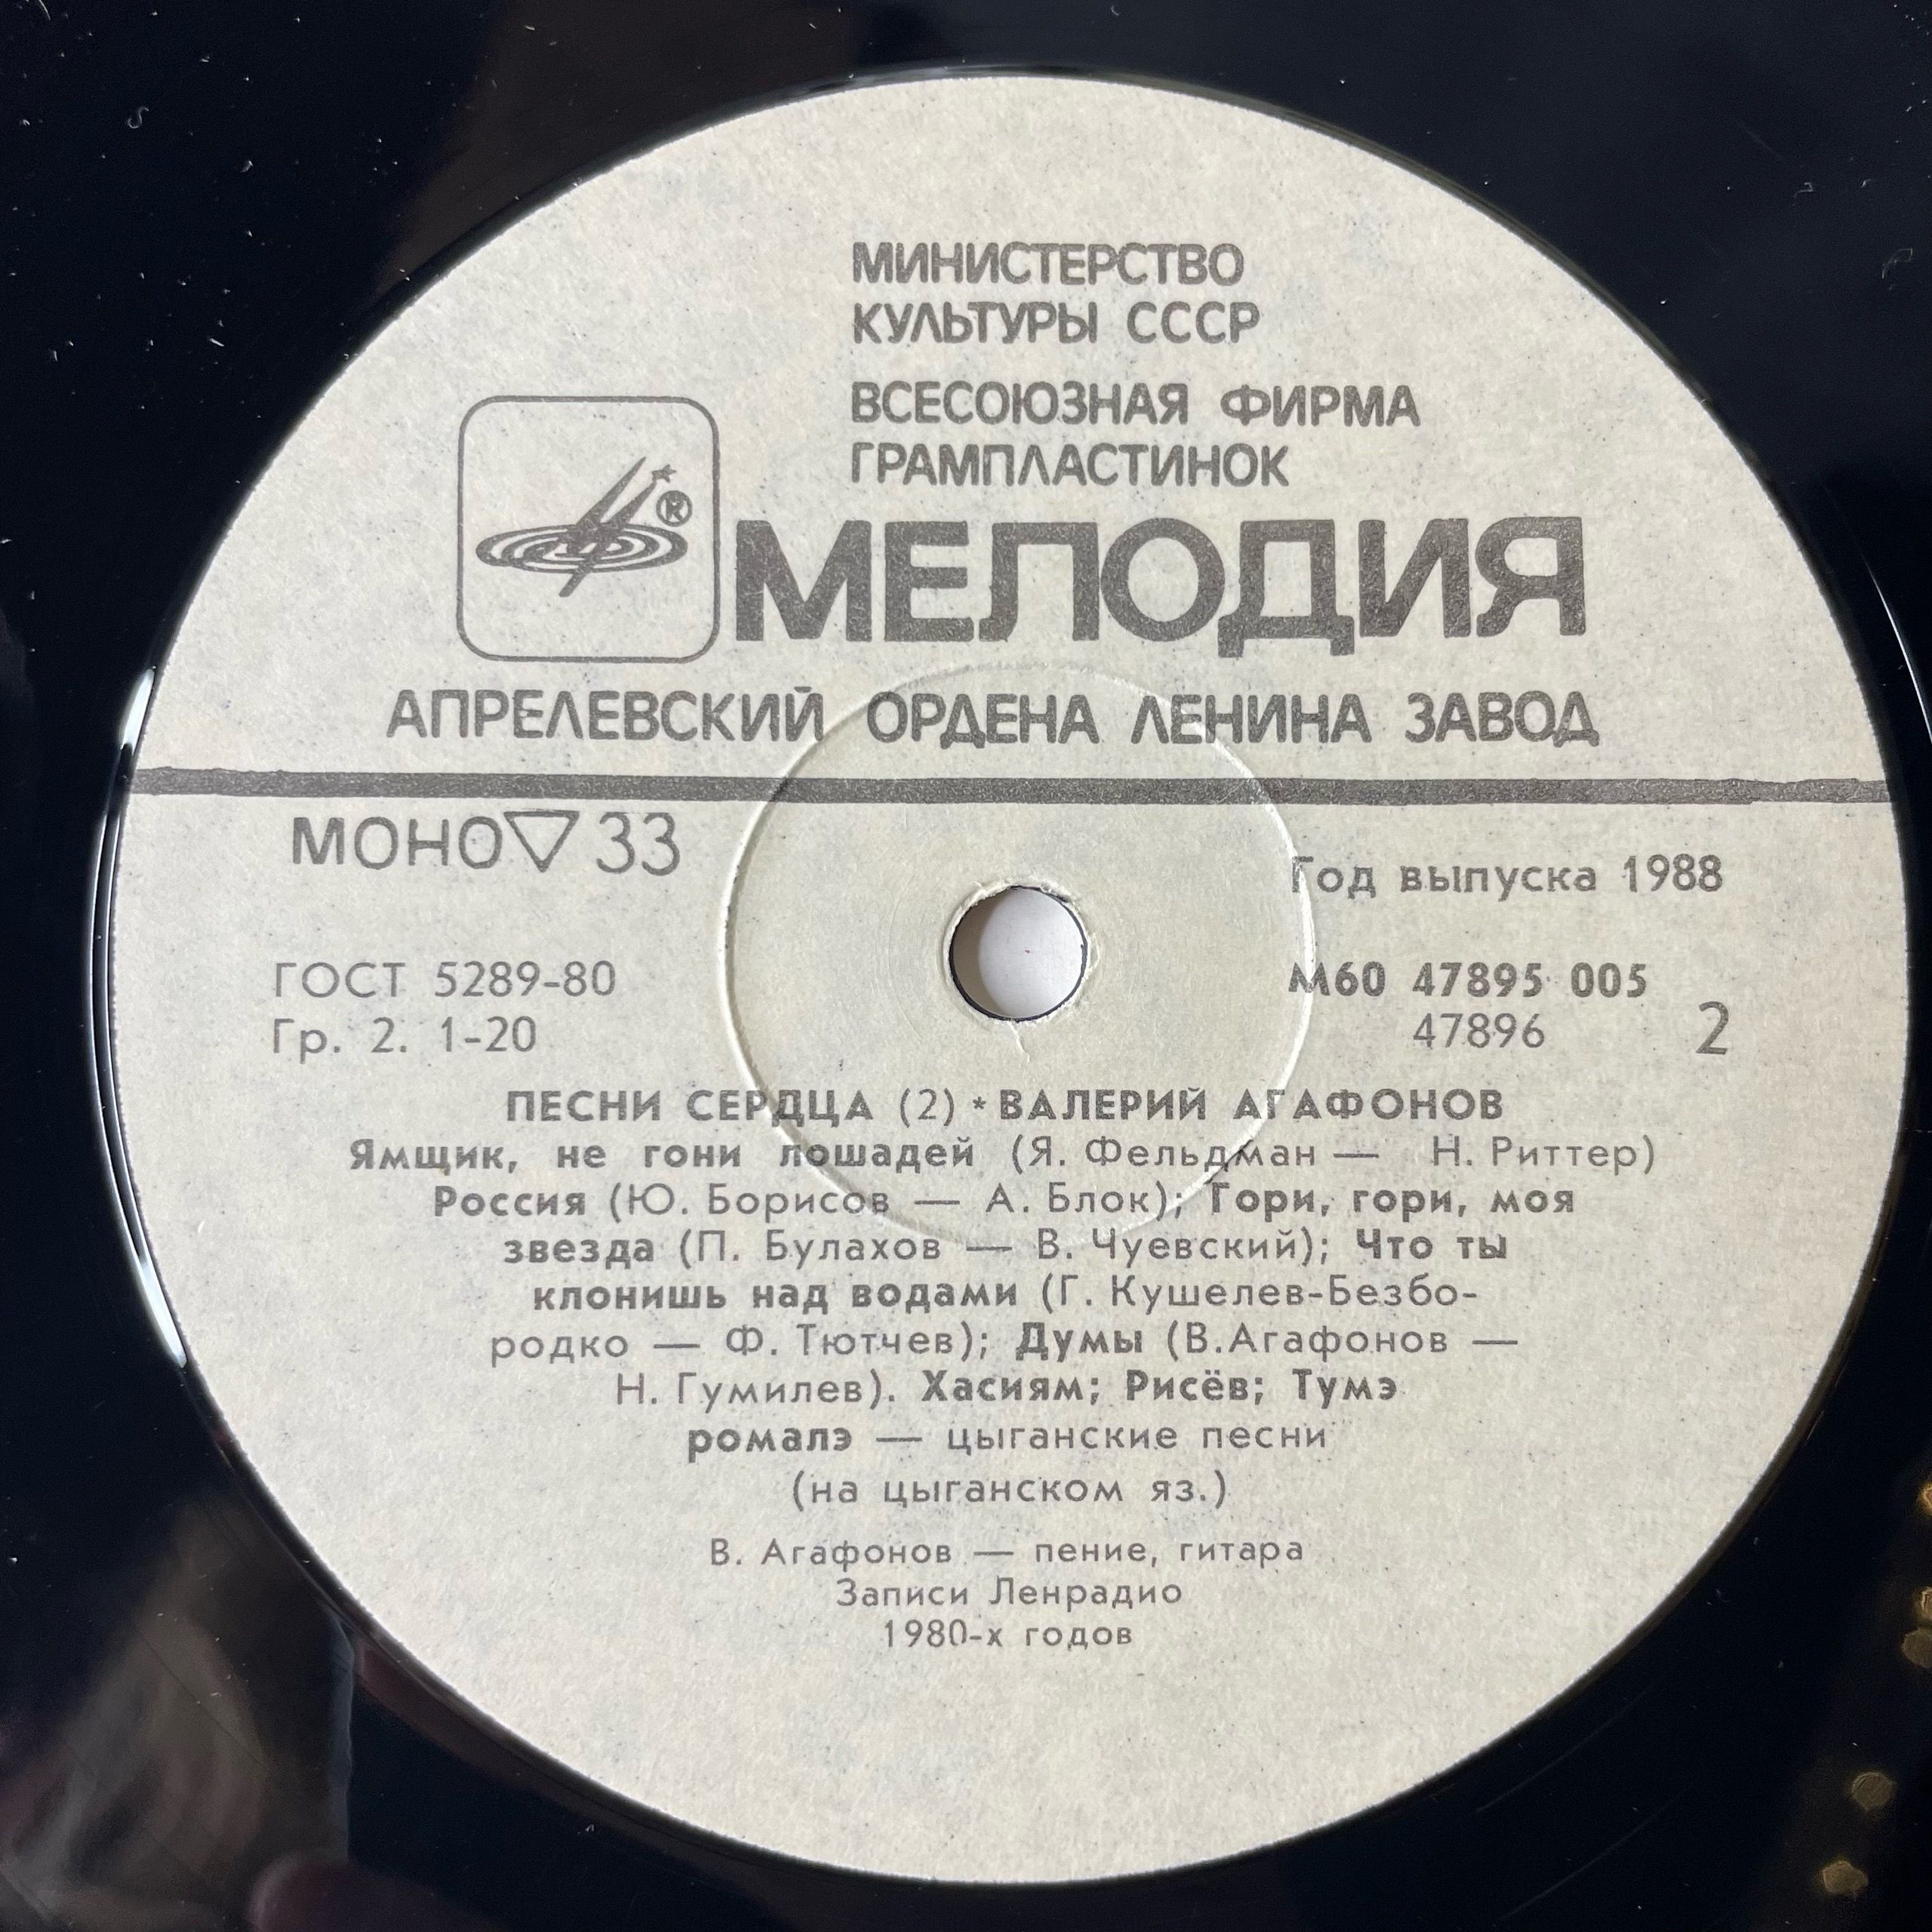 МИНИСТЕРСТВО
КУЛЬТУРЫ СССР
ВСЕСОЮЗНАЯ ФИРМА
ГРАМПЛАСТИНОК
®
МЕЛОДИЯ
АПРЕЛЕВСКИЙ ОРДЕНА ЛЕНИНА ЗАВОД
МОНО▽33
Год выпуска 1988
ГОСТ 5289-80
Гр. 2. 1-20
М60 47895 005
47896
2
ПЕСНИ СЕРДЦА (2) * ВАЛЕРИЙ АГАФОНОВ
Ямщик, не гони лошадей (Я. Фельдман — Н. Риттер)
Россия (Ю. Борисов — А. Блок); Гори, гори, моя
звезда (П. Булахов — В. Чуевский); Что ты
клонишь над водами (Г. Кушелев-Безбо-
родко — Ф. Тютчев); Думы (В.Агафонов —
Н. Гумилев). Хасиям; Рисёв; Тумэ
ромалэ — цыганские песни
(на цыганском яз.)
В. Агафонов — пение, гитара
Записи Ленрадио
1980-х годов